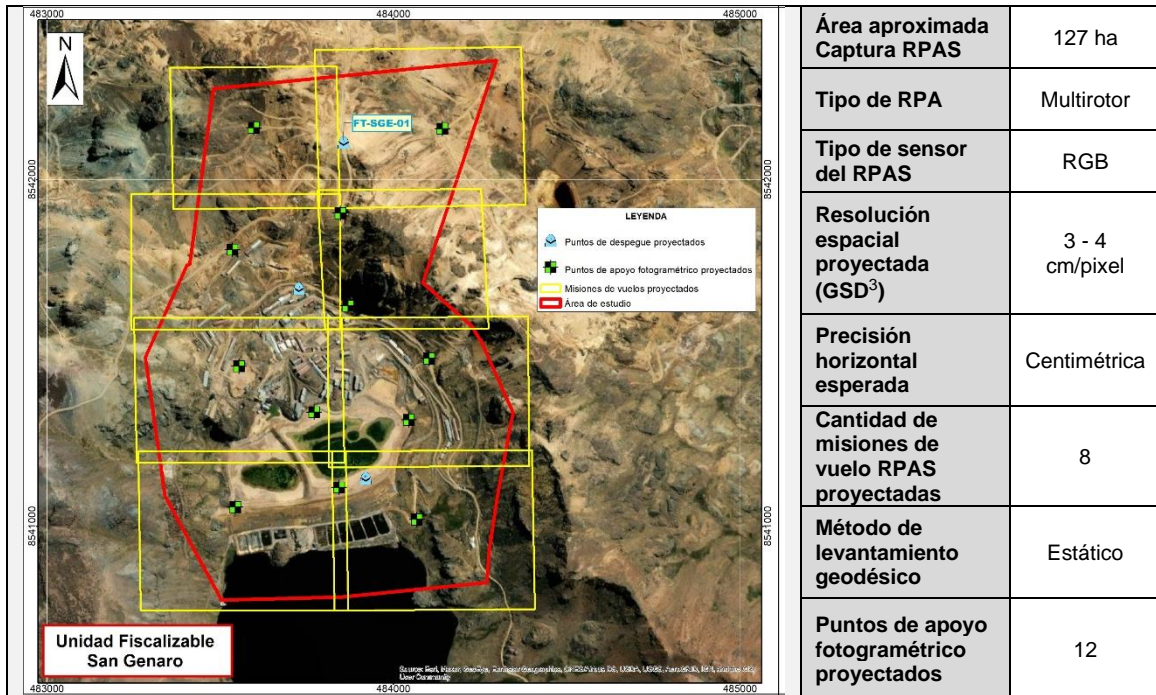 483000
484000
485000
N
FT-SGE-01
8542000
8542000
LEYENDA
Puntos de despegue proyectados
Puntos de apoyo fotogramétrico proyectados
Misiones de vuelos proyectados
Área de estudio
8541000
8541000
Unidad Fiscalizable
San Genaro
User Community
483000
484000
485000
Área aproximada
Captura RPAS
127 ha
Tipo de RPA
Multirotor
Tipo de sensor
del RPAS
RGB
Resolución
espacial
proyectada
(GSD3)
3 - 4
cm/pixel
Precisión
horizontal
esperada
Centimétrica
Cantidad de
misiones de
vuelo RPAS
proyectadas
8
Método de
levantamiento
geodésico
Estático
Puntos de apoyo
fotogramétrico
proyectados
12